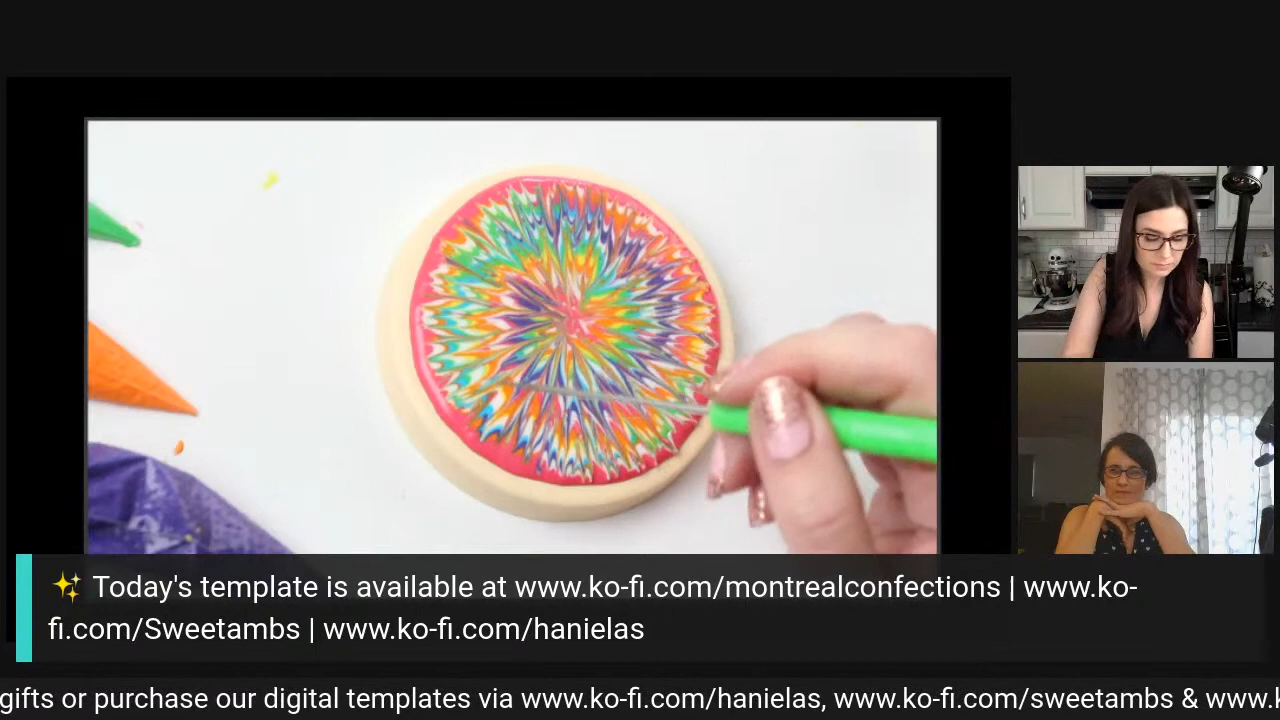 ✨ Today's template is available at www.ko-fi.com/montrealconfections | www.ko-
fi.com/Sweetambs | www.ko-fi.com/hanielas
gifts or purchase our digital templates via www.ko-fi.com/hanielas, www.ko-fi.com/sweetambs & www.